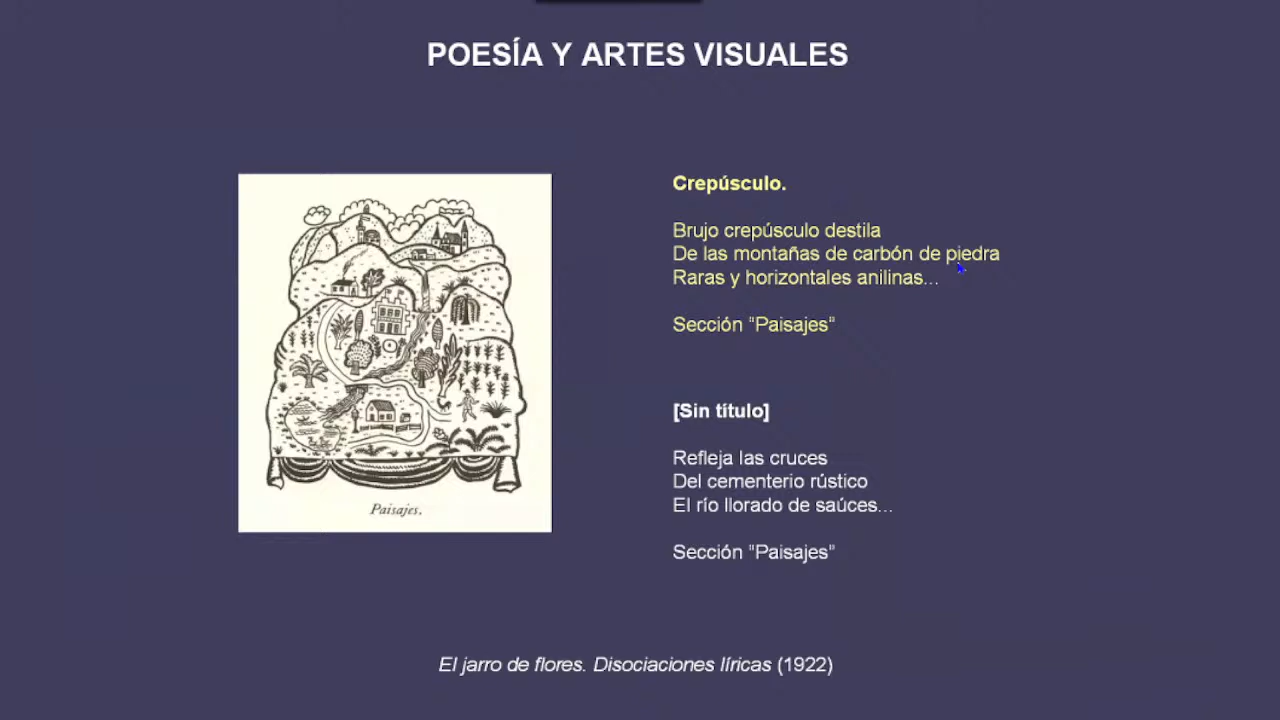 POESÍA Y ARTES VISUALES
Paisajes.
Crepúsculo.
Brujo crepúsculo destila
De las montañas de carbón de piedra
Raras y horizontales anilinas...
Sección "Paisajes"
[Sin título]
Refleja las cruces
Del cementerio rústico
El río llorado de saúces...
Sección "Paisajes"
El jarro de flores. Disociaciones líricas (1922)